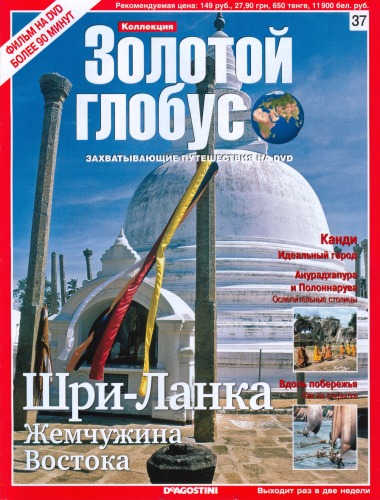 Рекомендуемая цена: 149 руб., 27,90 грн, 650 тенге, 11 900 бел. руб.
37
ФИЛЬМ НА DVD
БОЛЕЕ 90 МИНУТ
Коллекция
Золотой
глобус
ЗАХВАТЫВАЮЩИЕ ПУТЕШЕСТВИЯ НА DVD
Канди
Идеальный город
Анурадхапура
и Полоннарува
Ослепительные столицы
Шри-Ланка
Жемчужина
Востока
Вдоль побережья
DeAGOSTINI
Выходит раз в две недели